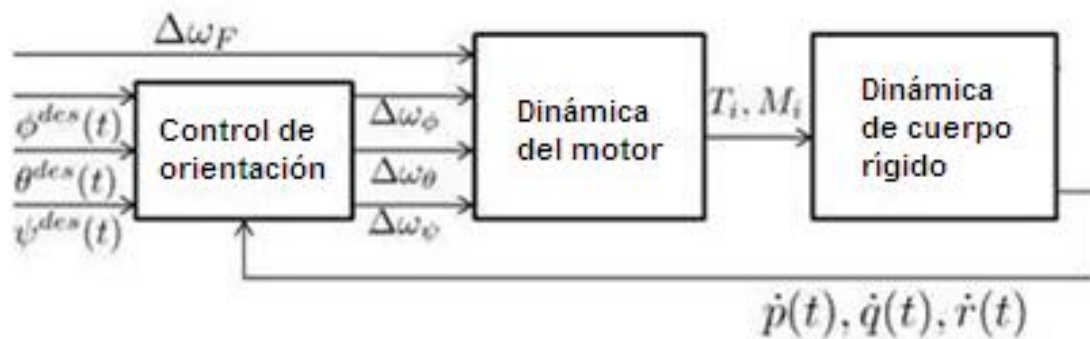 Δω_F
ϕ^des(t)
θ^des(t)
ψ^des(t)
Control de
orientación
Δω_ϕ
Δω_θ
Δω_ψ
Dinámica
del motor
T_i, M_i
Dinámica
de cuerpo
rígido
ṗ(t), q̇(t), ṙ(t)